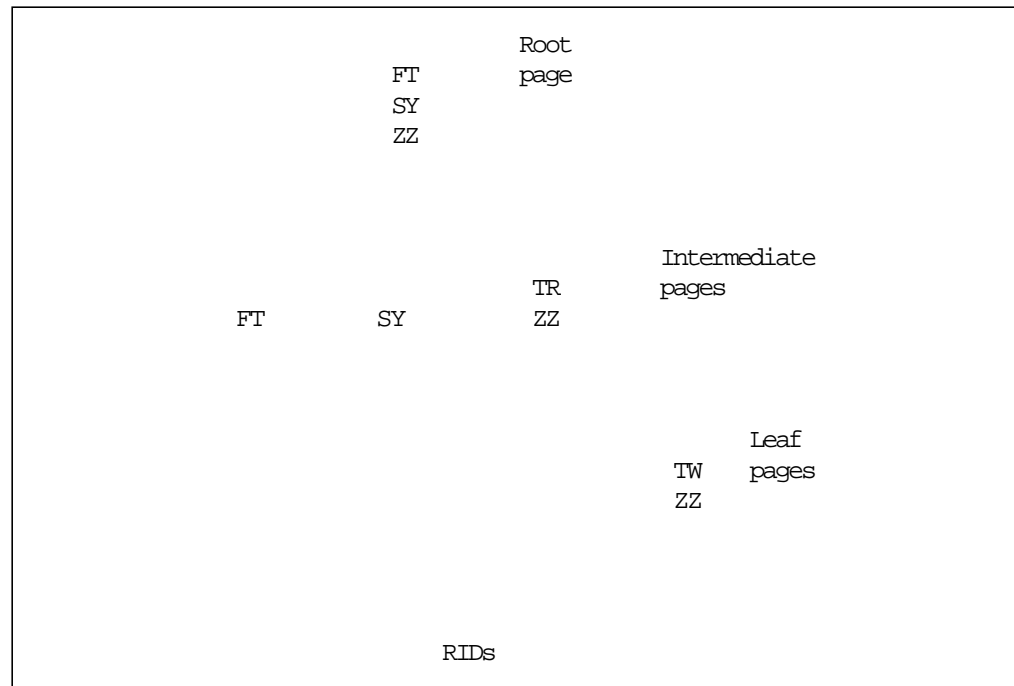 Root
FT page
SY
ZZ
Intermediate
TR pages
FT SY ZZ
Leaf
TW pages
ZZ
RIDs